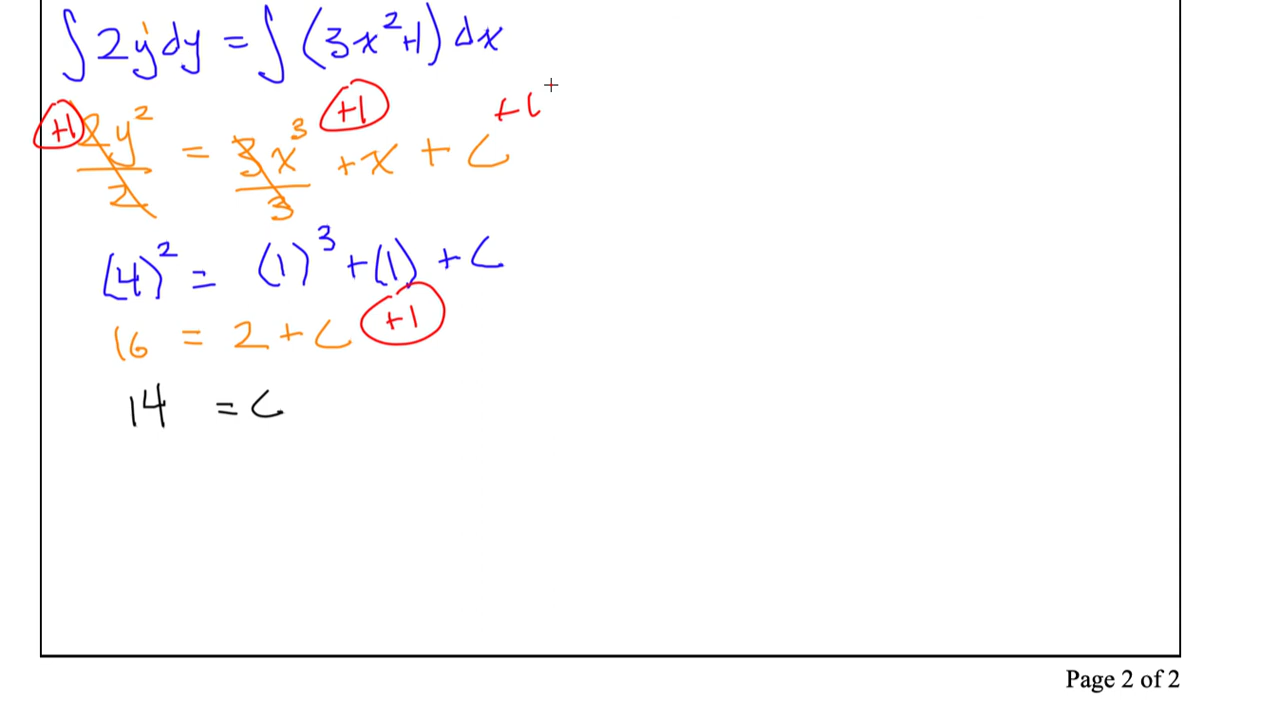 ∫2y dy = ∫(3x²+1) dx
+1 2y²/2 = 3x³/3 +1 + x + C
(4)² = (1)³ + (1) + C
16 = 2 + C +1
14 = C
Page 2 of 2